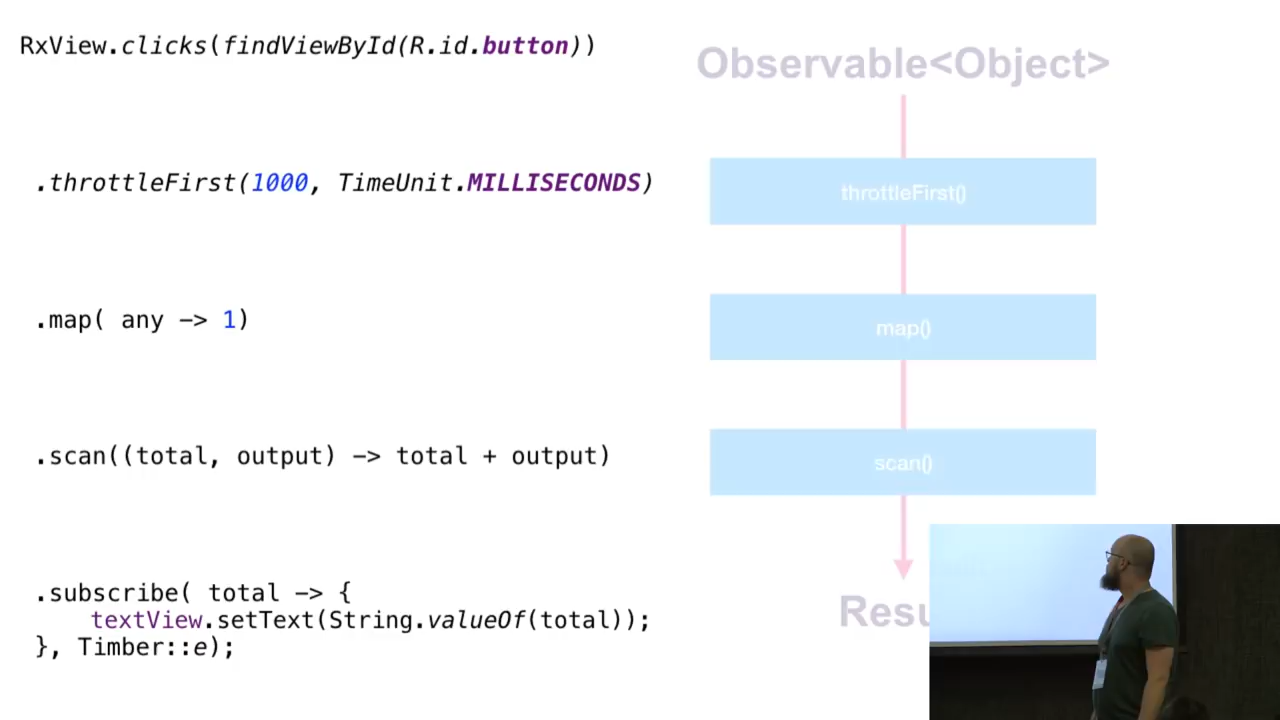 RxView.clicks(findViewById(R.id.button))
.throttleFirst(1000, TimeUnit.MILLISECONDS)
.map( any -> 1)
.scan((total, output) -> total + output)
.subscribe( total -> {
textView.setText(String.valueOf(total));
}, Timber::e);
Observable<Object>
throttleFirst()
map()
scan()